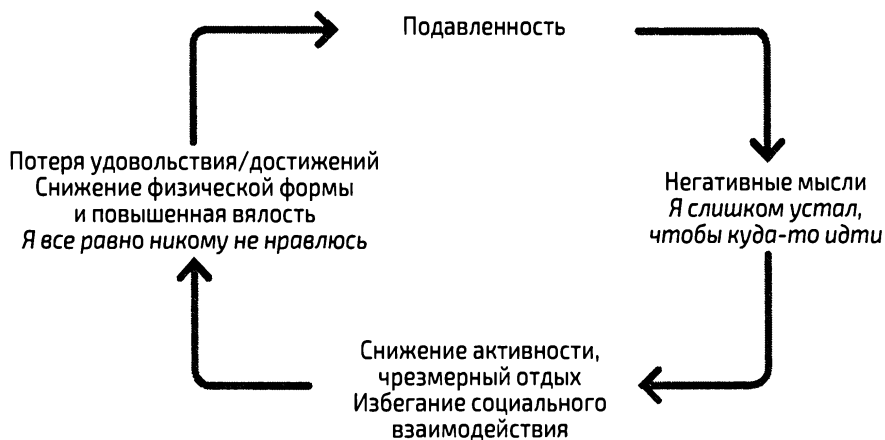 Подавленность
Негативные мысли
Я слишком устал,
чтобы куда-то идти
Снижение активности,
чрезмерный отдых
Избегание социального
взаимодействия
Потеря удовольствия/достижений
Снижение физической формы
и повышенная вялость
Я все равно никому не нравлюсь